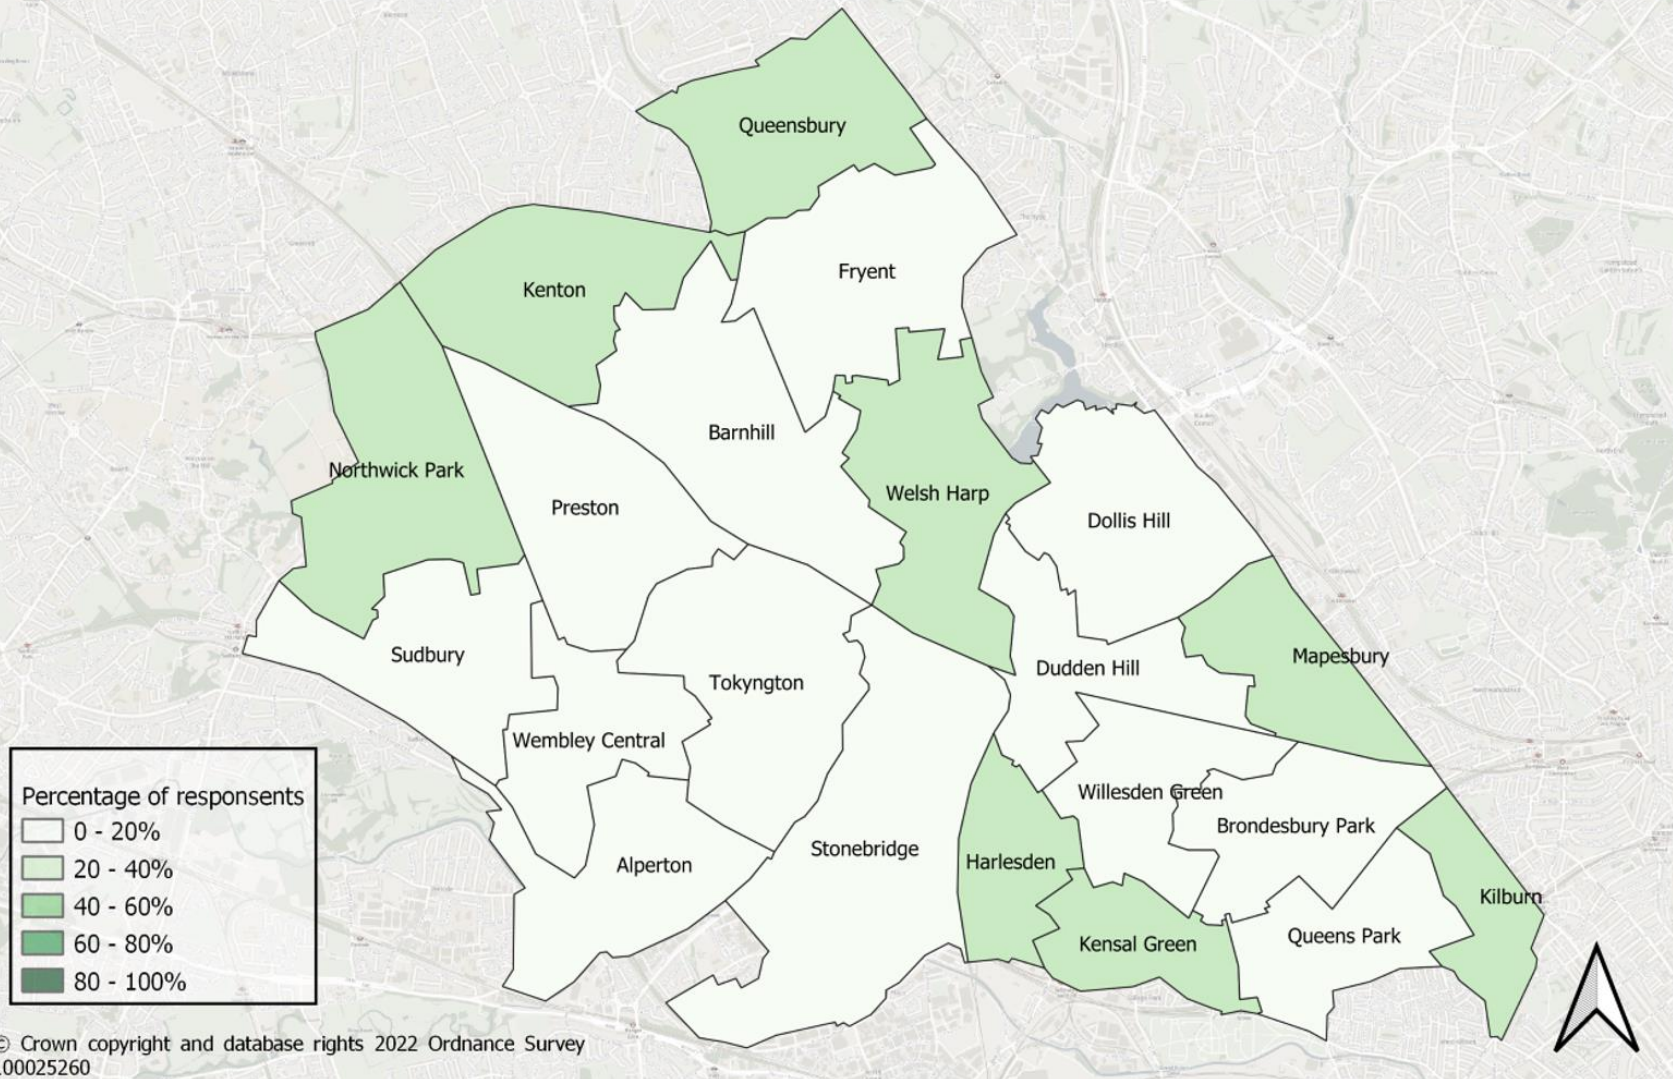 Queensbury
Fryent
Kenton
Barnhill
Northwick Park
Welsh Harp
Preston
Dollis Hill
Sudbury
Mapesbury
Dudden Hill
Tokyngton
Wembley Central
Willesden Green
Brondesbury Park
Stonebridge
Harlesden
Alperton
Kilburn
Queens Park
Kensal Green
Percentage of responsents
0 - 20%
20 - 40%
40 - 60%
60 - 80%
80 - 100%
© Crown copyright and database rights 2022 Ordnance Survey
00025260